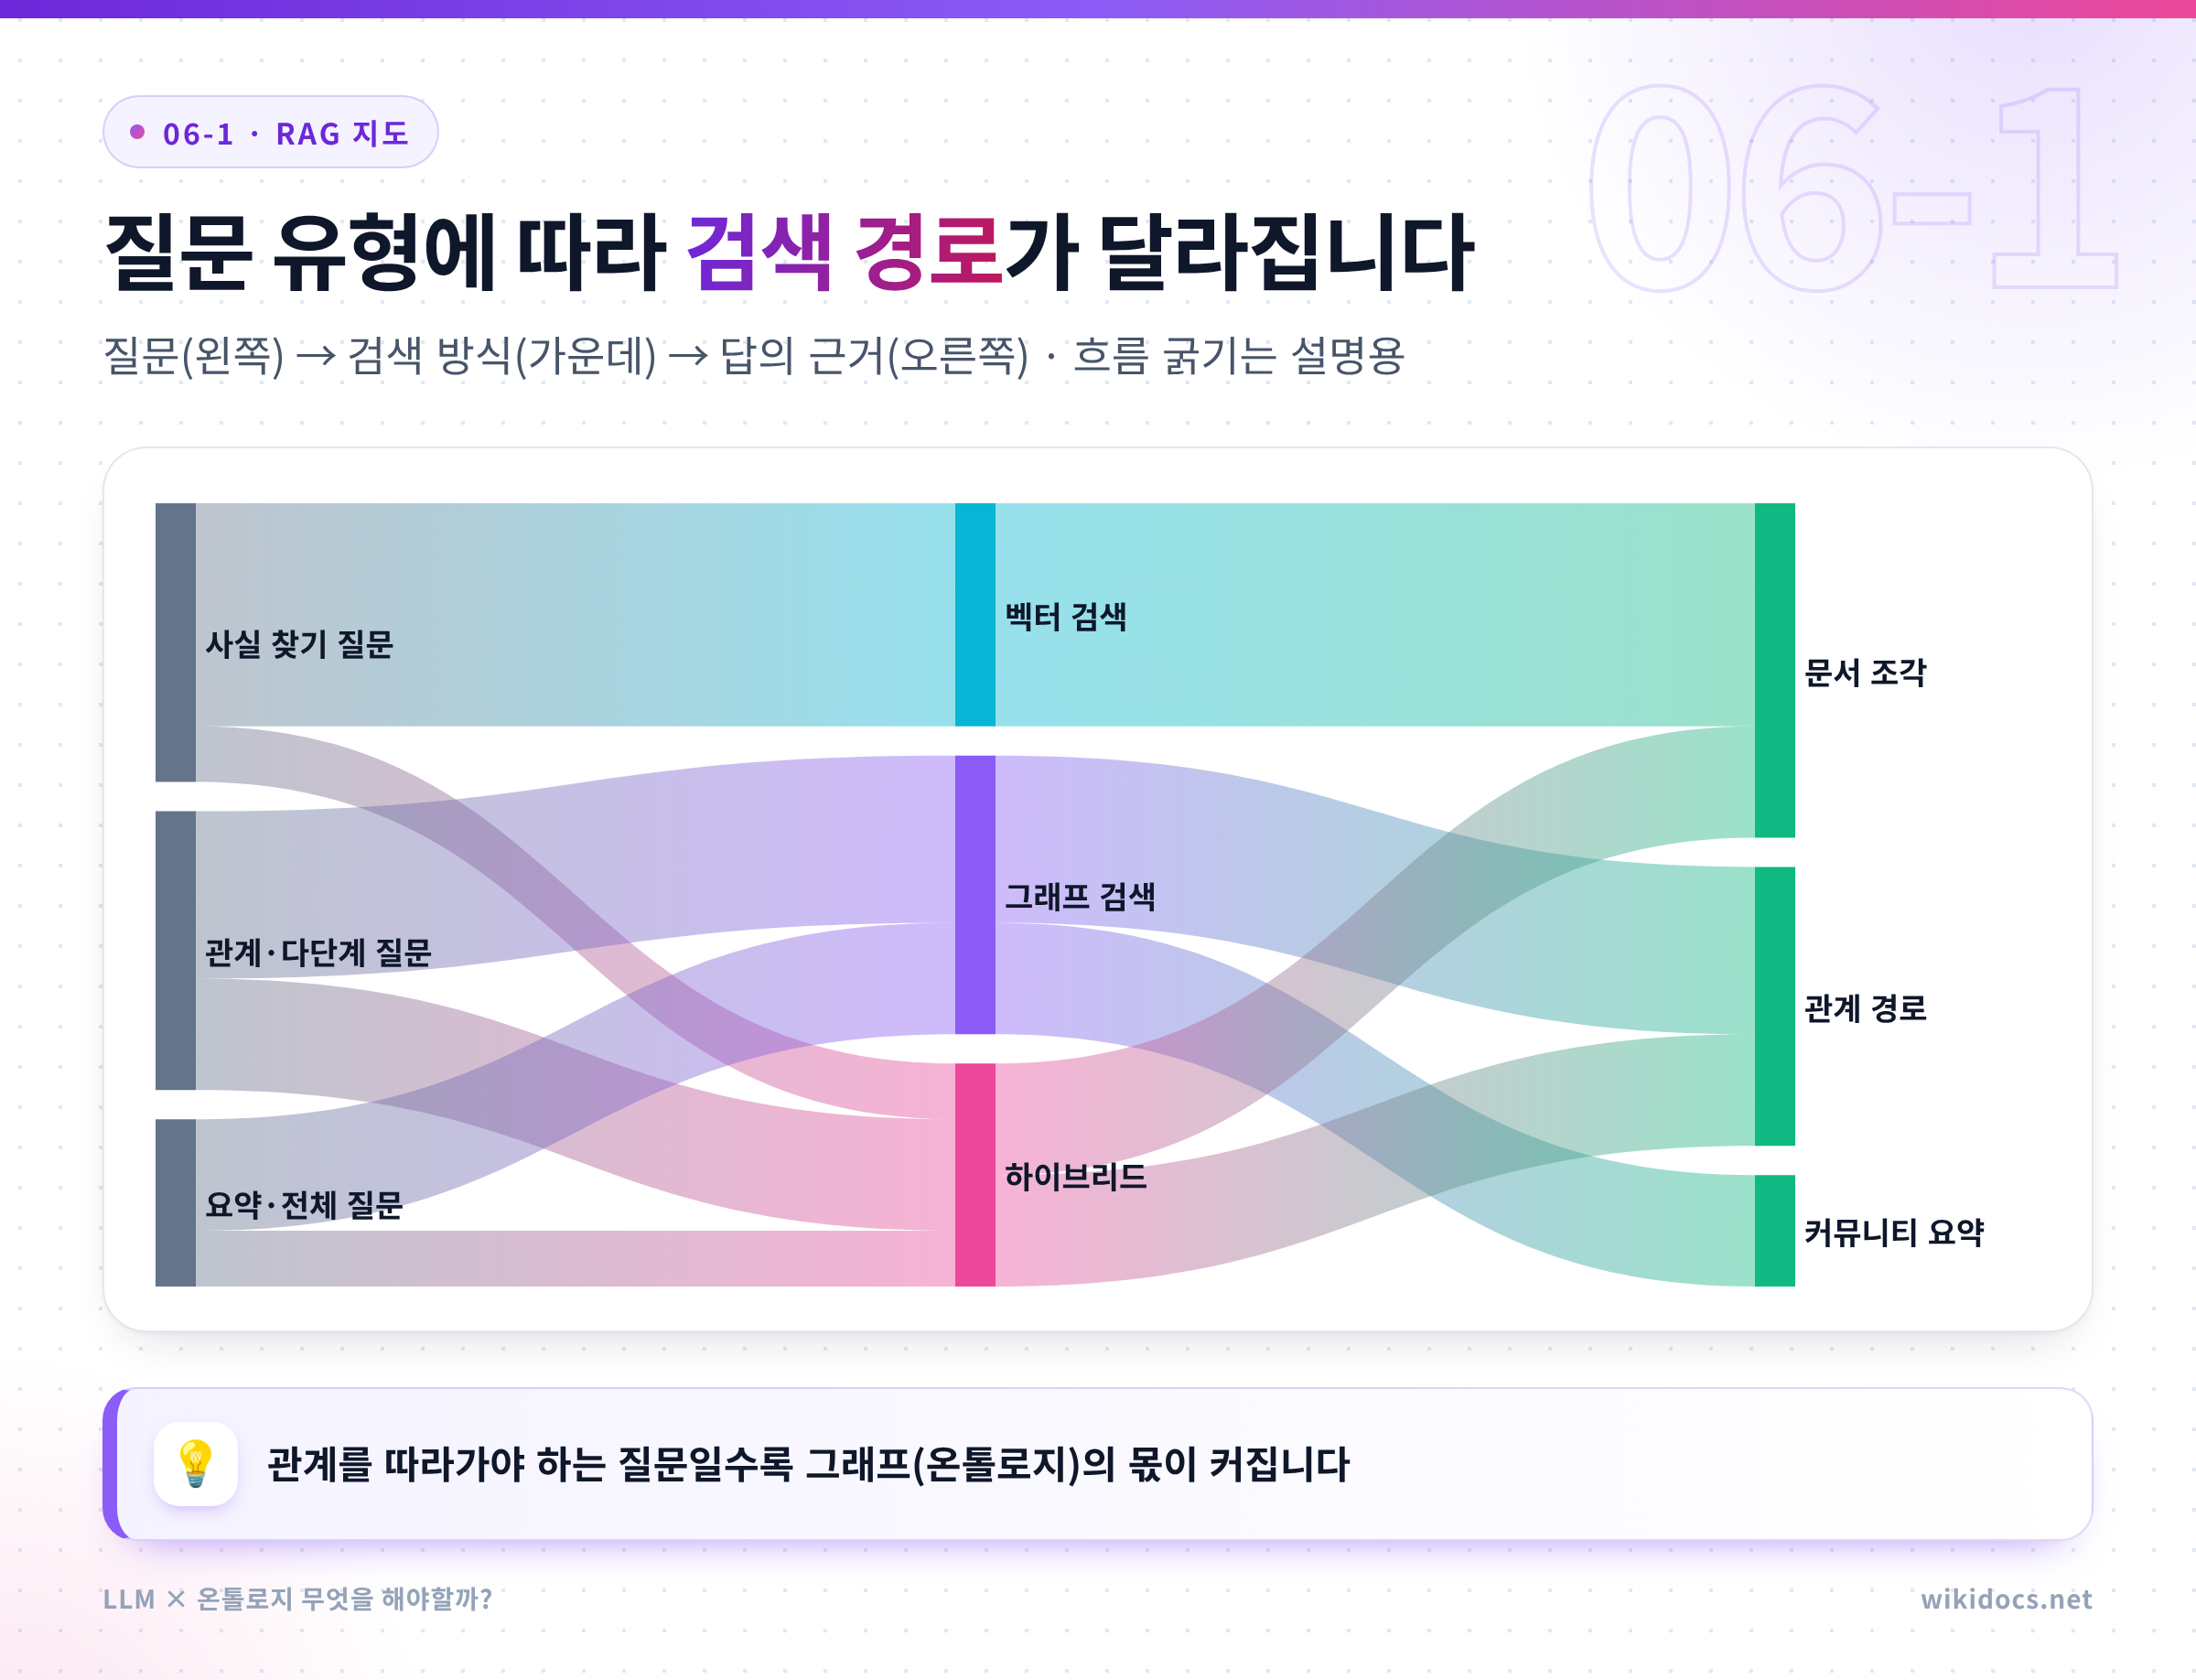 06-1 · RAG 지도
06-1
질문 유형에 따라 검색 경로가 달라집니다
질문(왼쪽) → 검색 방식(가운데) → 답의 근거(오른쪽) · 흐름 굵기는 설명용
사실 찾기 질문
벡터 검색
문서 조각
관계·다단계 질문
그래프 검색
관계 경로
요약·전체 질문
하이브리드
커뮤니티 요약
💡 관계를 따라가야 하는 질문일수록 그래프(온톨로지)의 몫이 커집니다
LLM × 온톨로지 무엇을 해야할까?
wikidocs.net